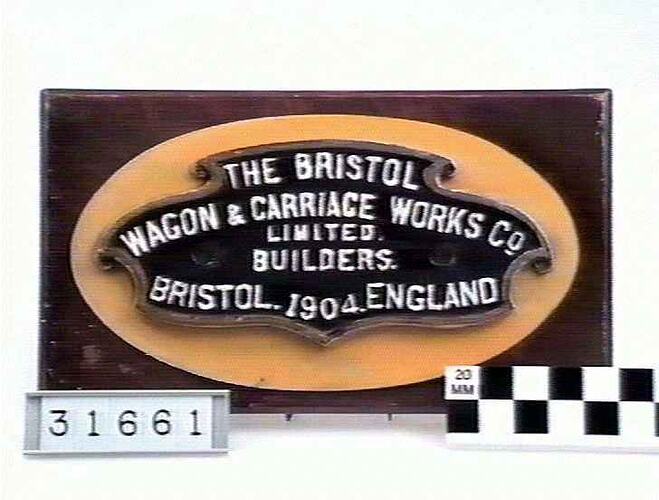 THE BRISTOL
WAGON & CARRIAGE WORKS CO
LIMITED.
BUILDERS.
BRISTOL. 1904. ENGLAND
20
MM
31661